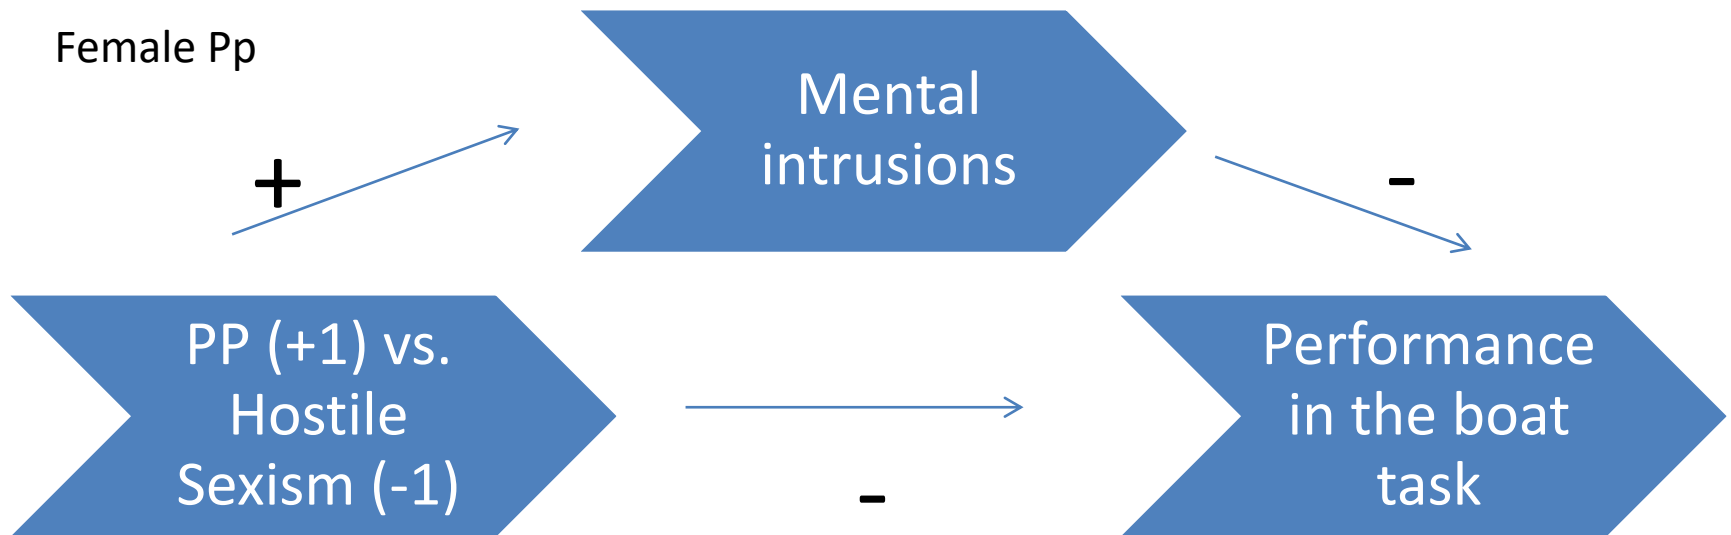 Female Pp
Mental
intrusions
+
-
PP (+1) vs.
Hostile
Sexism (-1)
-
Performance
in the boat
task